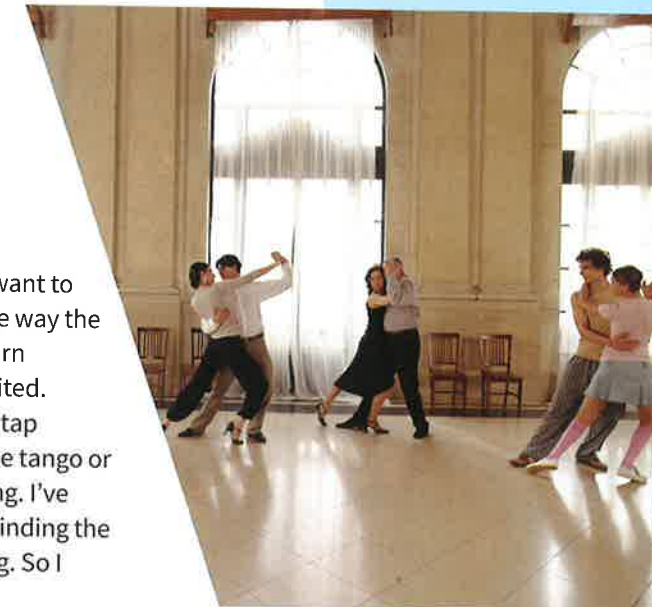 want to
e way the
rn
ited.
tap
e tango or
ng. I've
inding the
g. So I